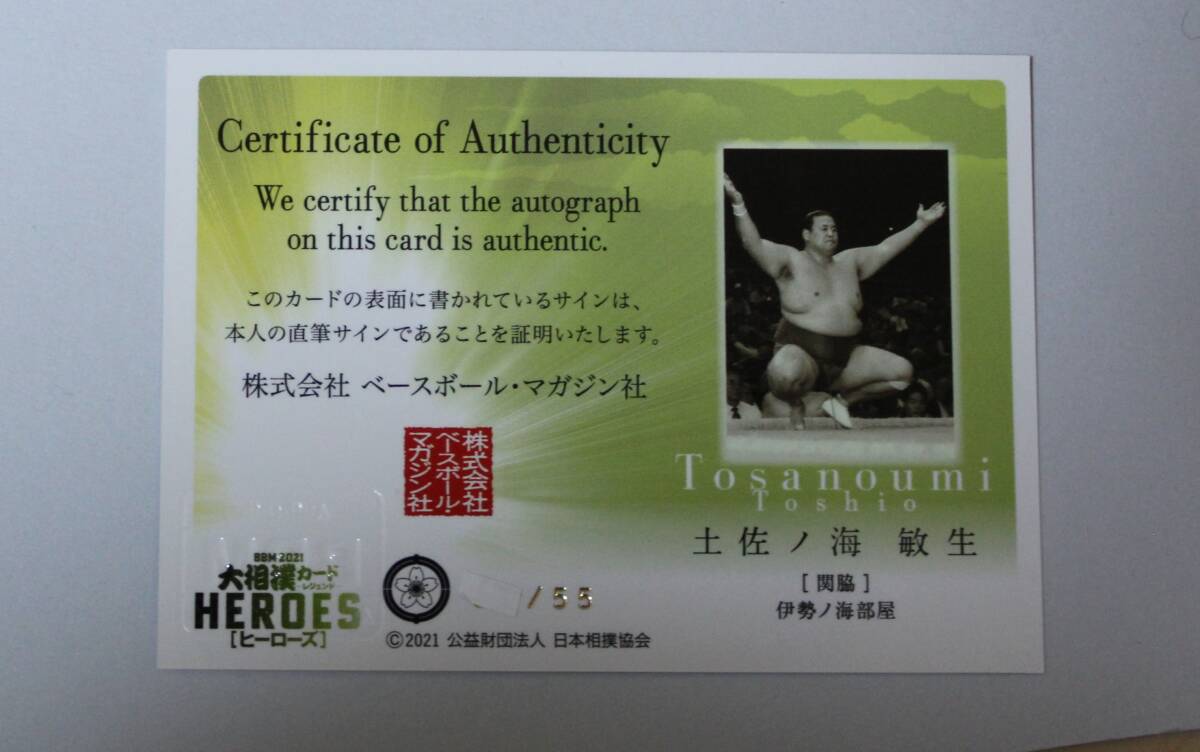 Certificate of Authenticity
We certify that the autograph
on this card is authentic.
このカードの表面に書かれているサインは、
本人の直筆サインであることを証明いたします。
株式会社 ベースボール・マガジン社
株式会社
ベースボール・
マガジン社
Tosanoumi
Toshio
土佐ノ海 敏生
[関脇]
伊勢ノ海部屋
BBM 2021
大相撲カード
レジェンド
HEROES
[ヒーローズ]
/55
©2021 公益財団法人 日本相撲協会